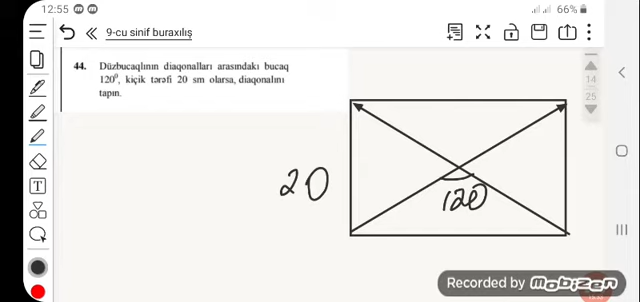 12:55 66%
9-cu sinif buraxılış
44. Düzbucaqlının diaqonalları arasındakı bucaq
120⁰, kiçik tərəfi 20 sm olarsa, diaqonalını
tapın.
14
25
T
20
120
Recorded by Mobizen